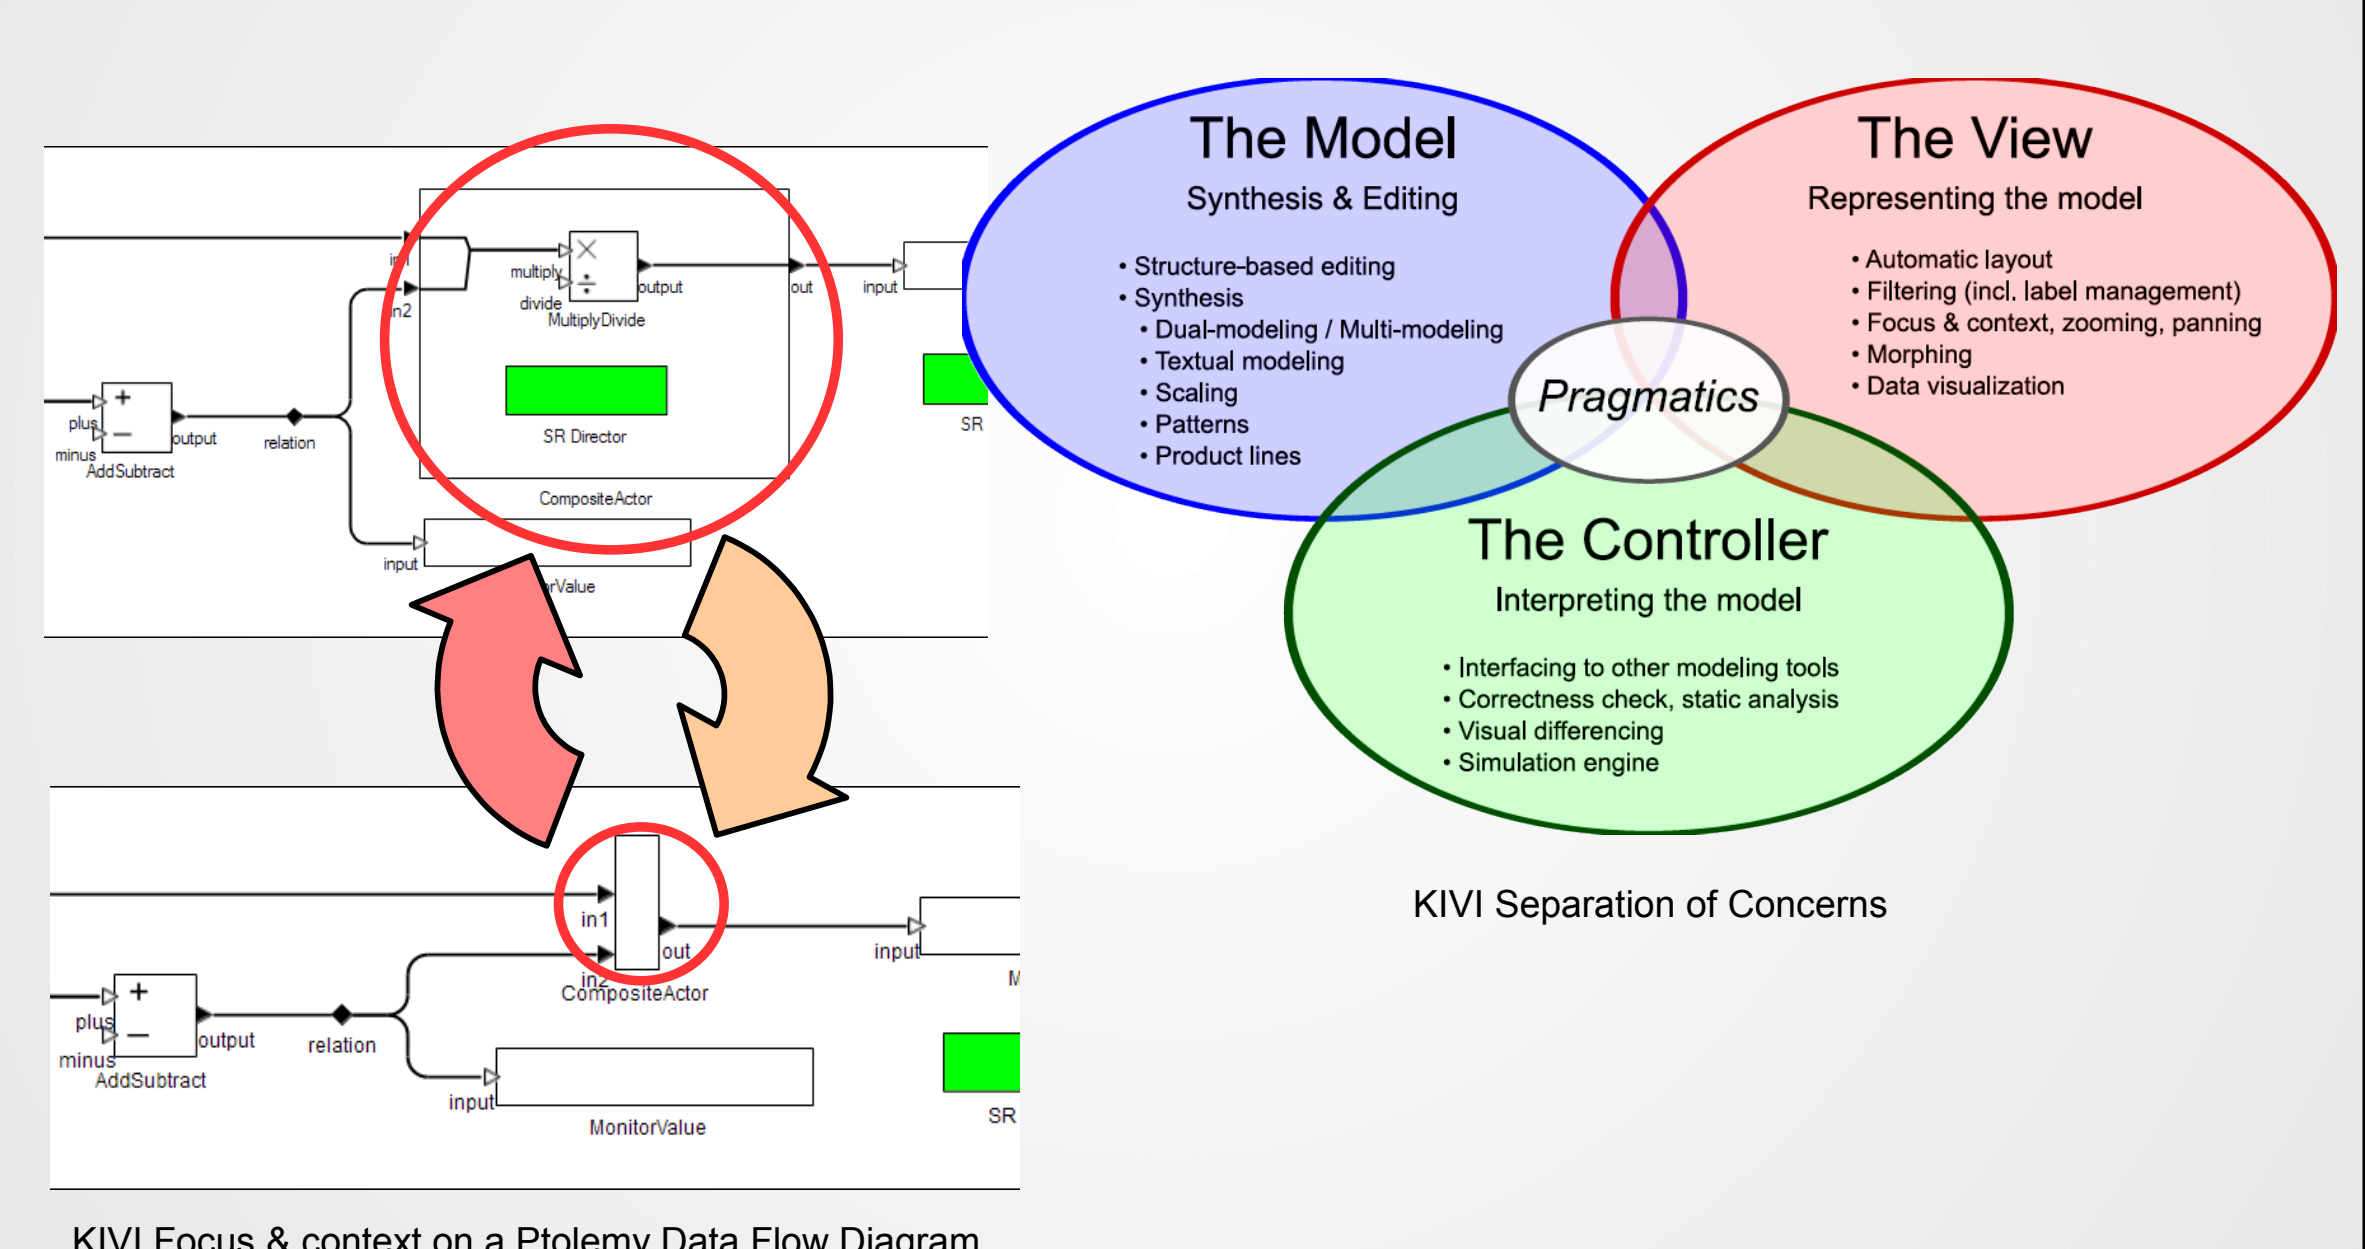 in1
multiply
output
out
input
divide
in2
MultiplyDivide
SR Director
SR
plus
output
relation
minus
AddSubtract
CompositeActor
input
orValue
in1
out
input
in2
CompositeActor
M
plus
output
relation
minus
AddSubtract
input
MonitorValue
SR
KIVI Focus & context on a Ptolemy Data Flow Diagram
The Model
Synthesis & Editing
• Structure-based editing
• Synthesis
• Dual-modeling / Multi-modeling
• Textual modeling
• Scaling
• Patterns
• Product lines
The View
Representing the model
• Automatic layout
• Filtering (incl. label management)
• Focus & context, zooming, panning
• Morphing
• Data visualization
Pragmatics
The Controller
Interpreting the model
• Interfacing to other modeling tools
• Correctness check, static analysis
• Visual differencing
• Simulation engine
KIVI Separation of Concerns